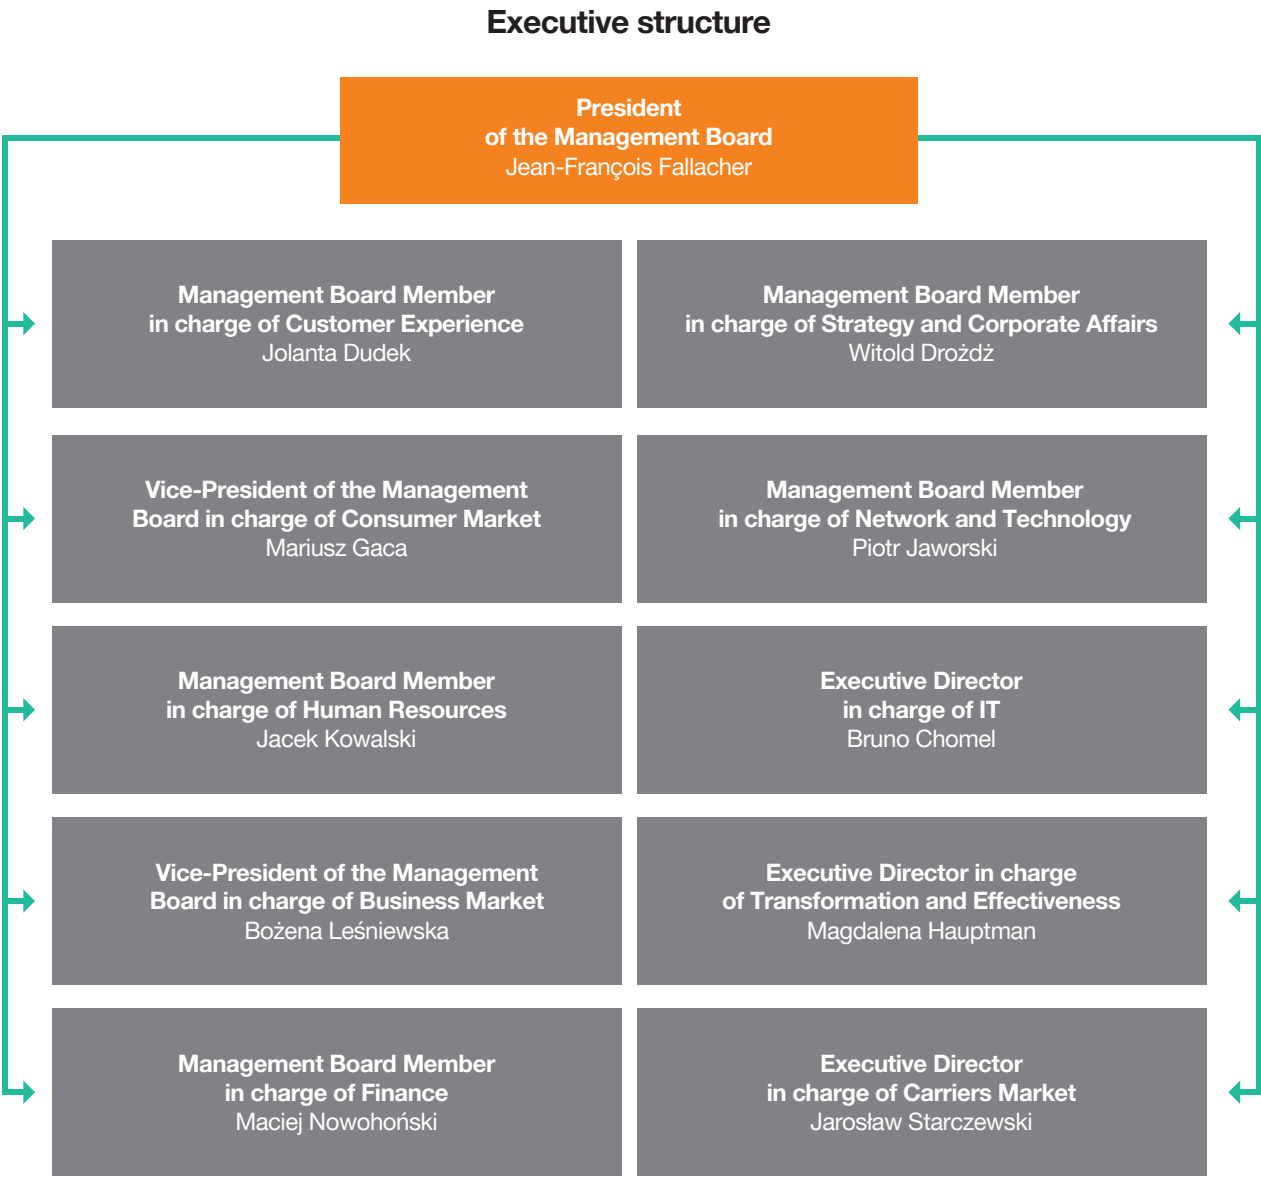 Executive structure
President
of the Management Board
Jean-François Fallacher
Management Board Member
in charge of Customer Experience
Jolanta Dudek
Management Board Member
in charge of Strategy and Corporate Affairs
Witold Drożdż
Vice-President of the Management
Board in charge of Consumer Market
Mariusz Gaca
Management Board Member
in charge of Network and Technology
Piotr Jaworski
Management Board Member
in charge of Human Resources
Jacek Kowalski
Executive Director
in charge of IT
Bruno Chomel
Vice-President of the Management
Board in charge of Business Market
Bożena Leśniewska
Executive Director in charge
of Transformation and Effectiveness
Magdalena Hauptman
Management Board Member
in charge of Finance
Maciej Nowohoński
Executive Director
in charge of Carriers Market
Jarosław Starczewski